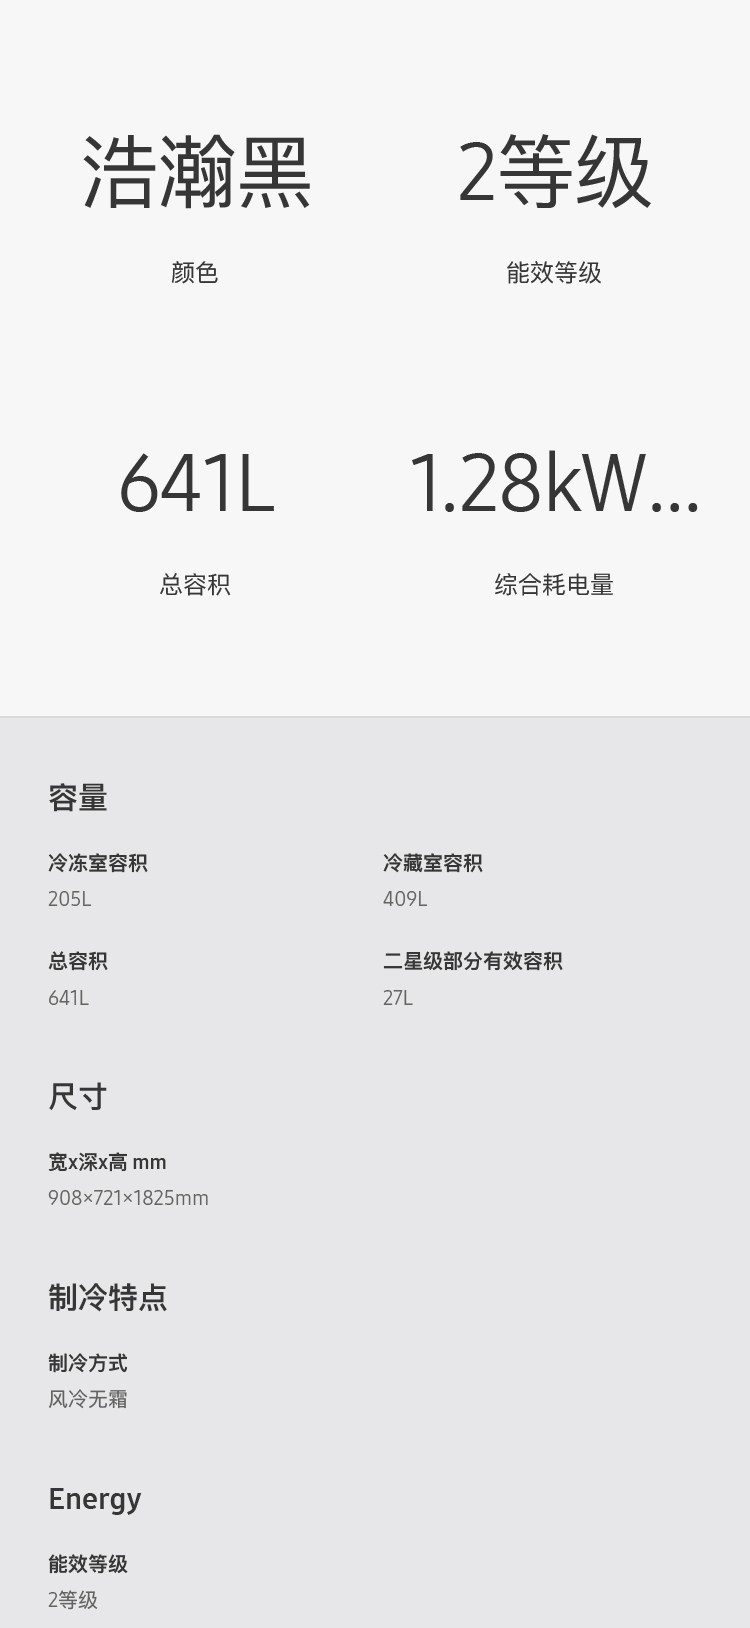 浩瀚黑
2等级
颜色
能效等级
641L
1.28kW...
总容积
综合耗电量
容量
冷冻室容积
冷藏室容积
205L
409L
总容积
二星级部分有效容积
641L
27L
尺寸
宽x深x高 mm
908×721×1825mm
制冷特点
制冷方式
风冷无霜
Energy
能效等级
2等级